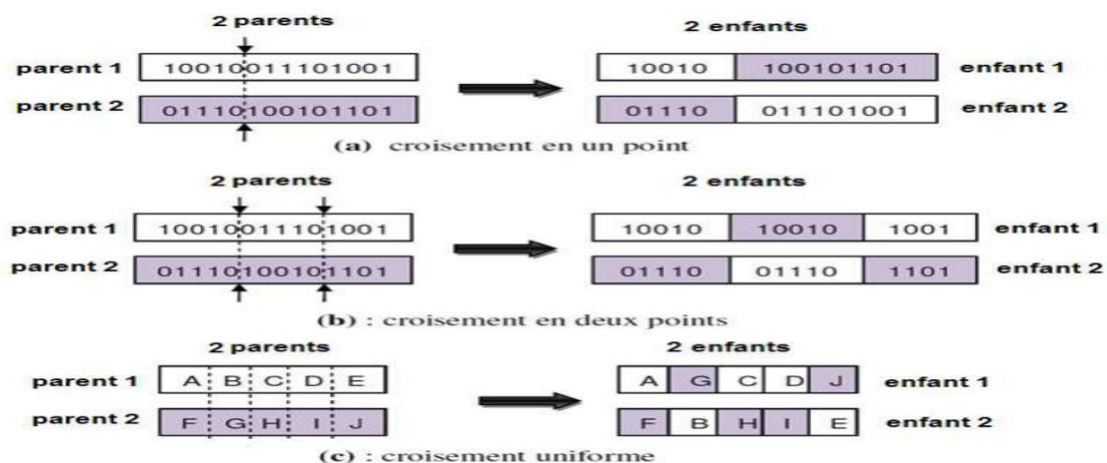 2 parents 2 enfants
parent 1 10010011101001 10010 100101101 enfant 1
parent 2 01110100101101 01110 011101001 enfant 2
(a) croisement en un point
2 parents 2 enfants
parent 1 10010011101001 10010 10010 1001 enfant 1
parent 2 01110100101101 01110 01110 1101 enfant 2
(b) : croisement en deux points
2 parents 2 enfants
parent 1 A B C D E A G C D J enfant 1
parent 2 F G H I J F B H I E enfant 2
(c) : croisement uniforme